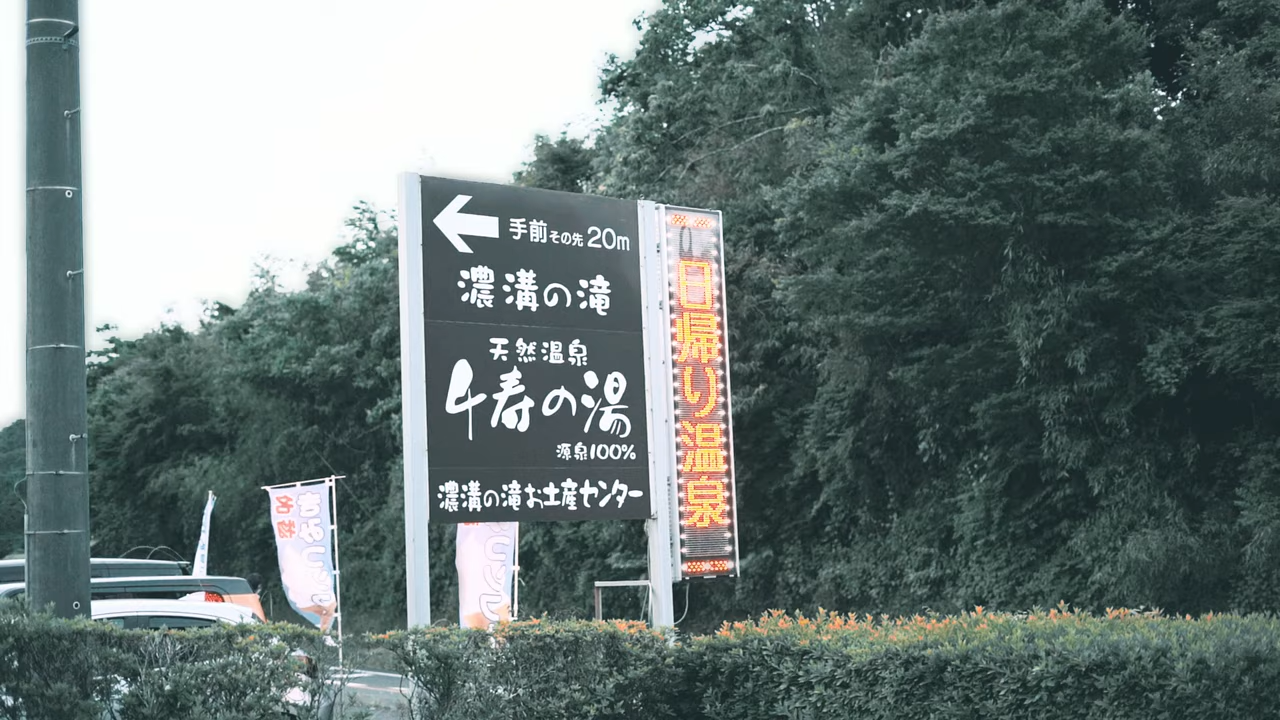 手前その先20m
濃溝の滝
天然温泉
千寿の湯
源泉100%
濃溝の滝お土産センター
日帰り温泉
名物